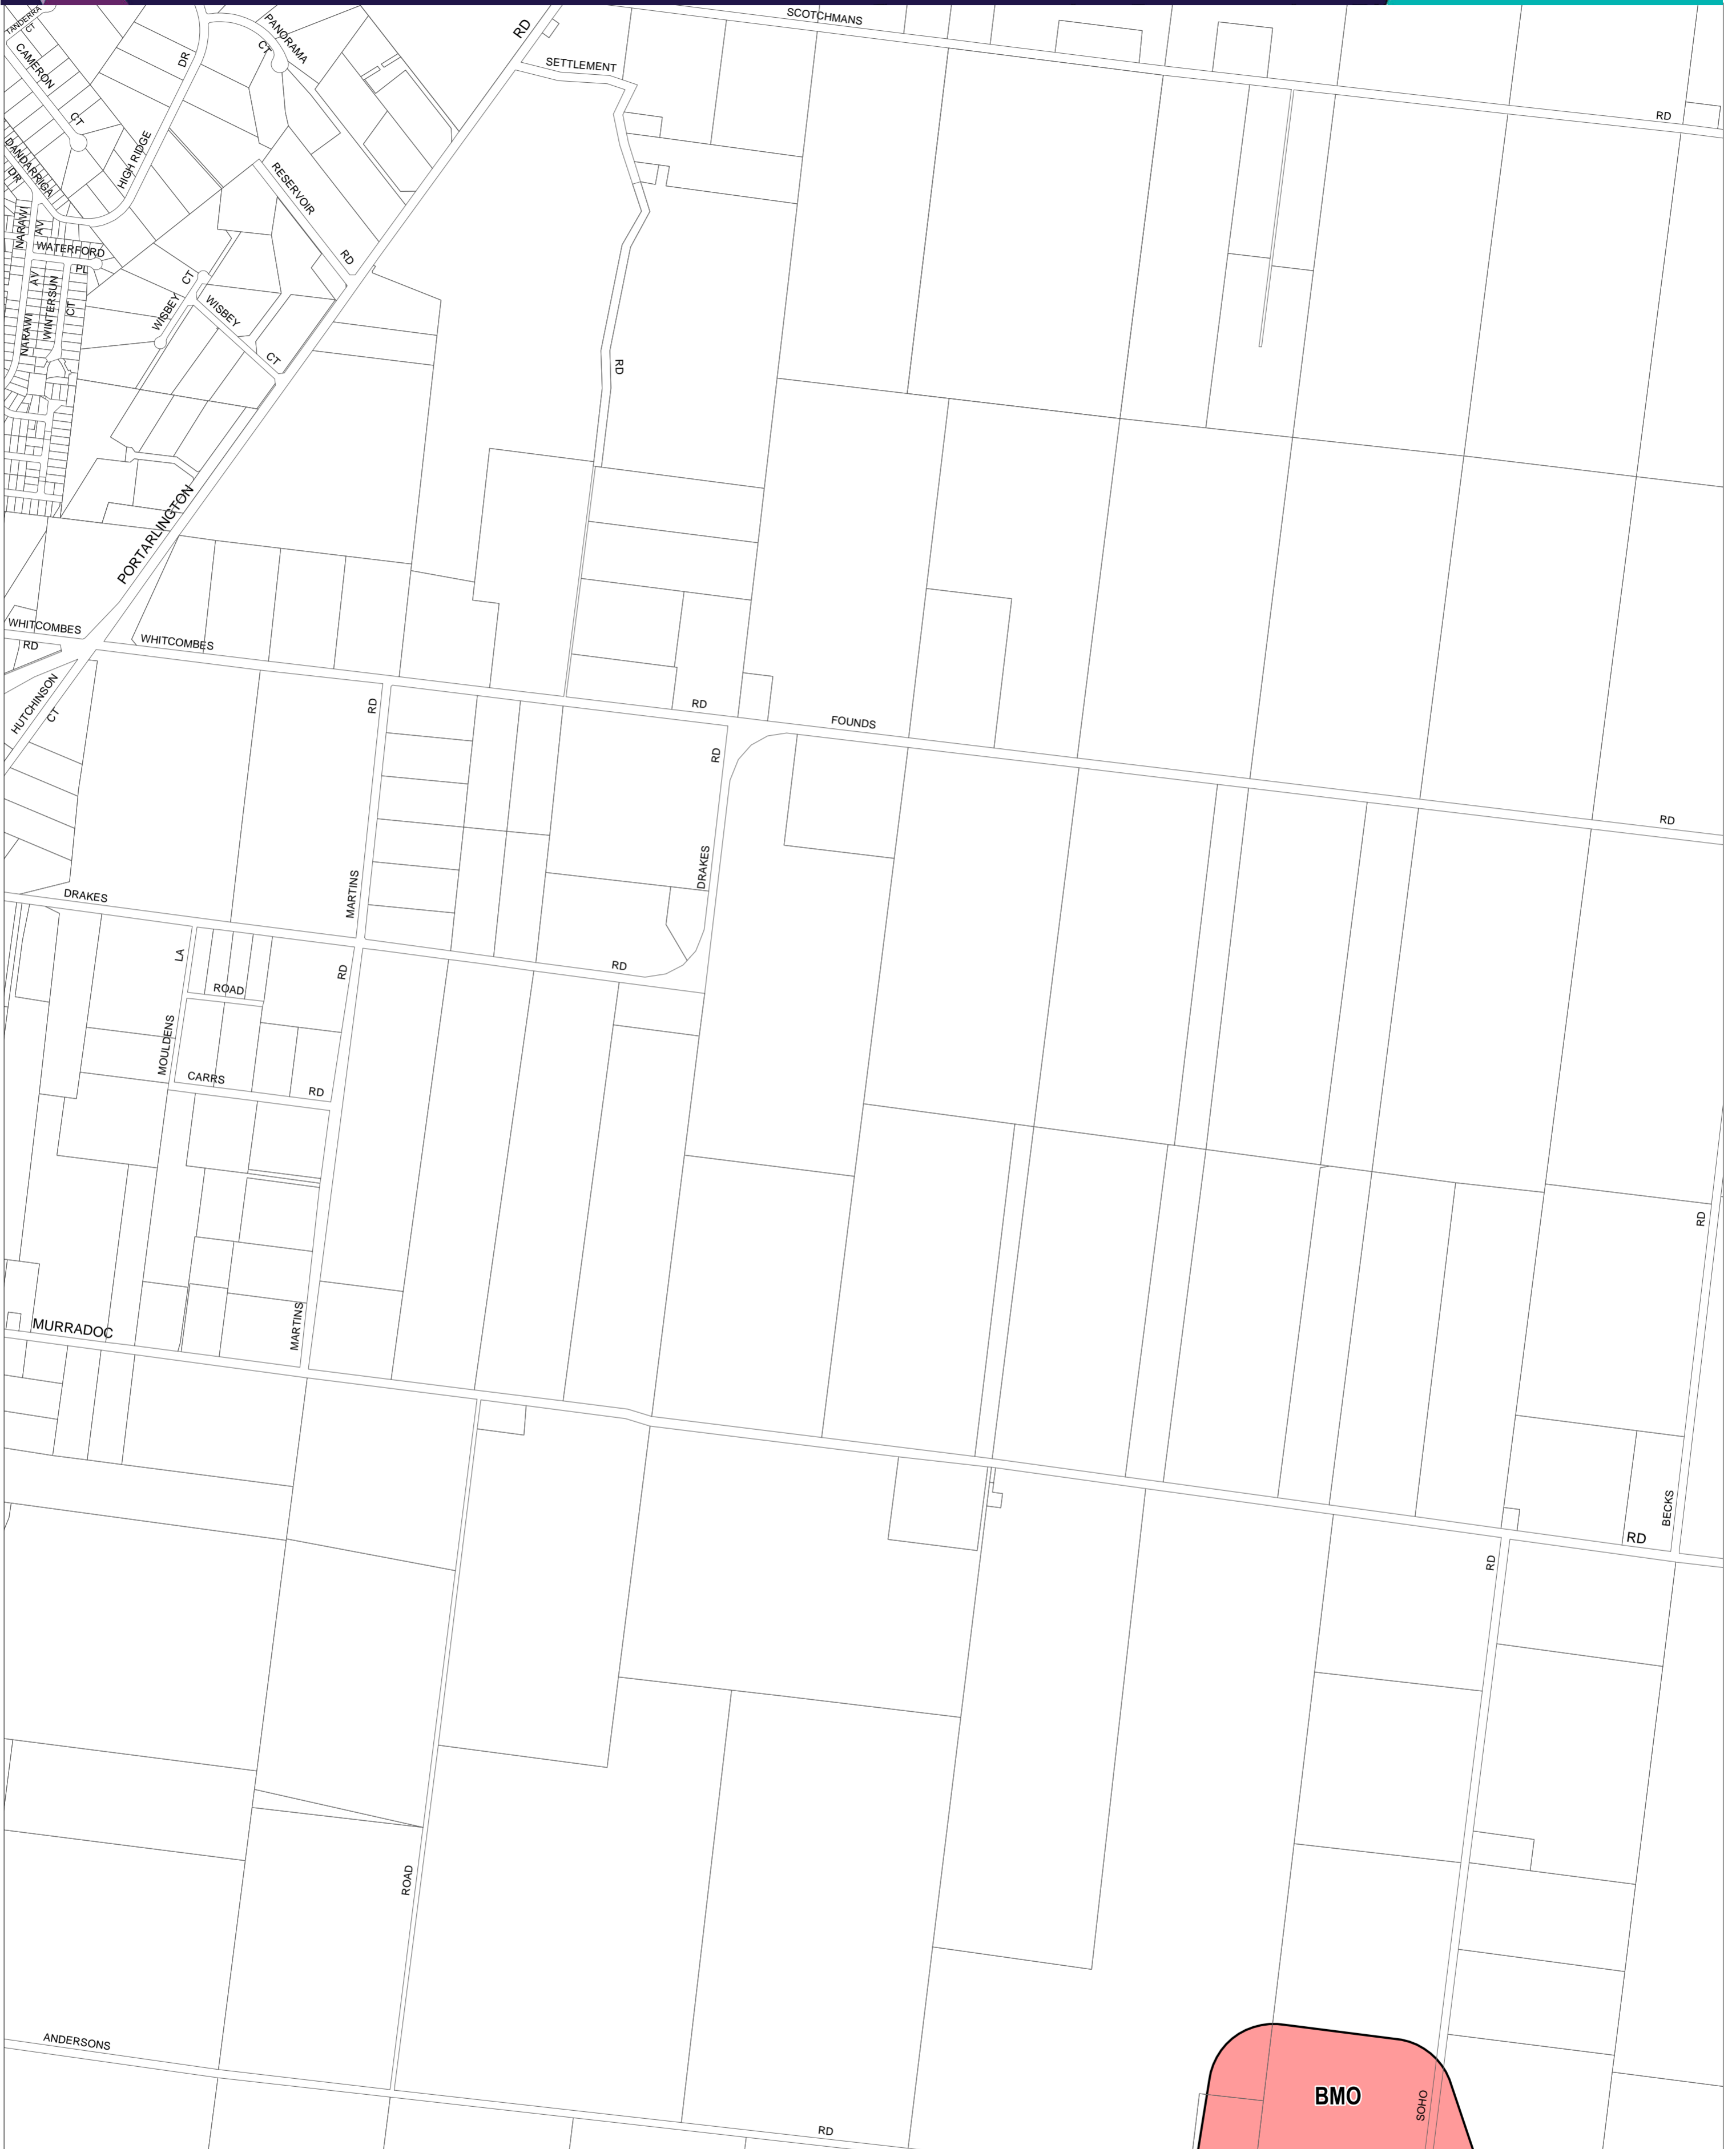 SCOTCHMANS
TANDERRA
CT
PANORAMA
CT
RD
CAMERON
CT
DR
SETTLEMENT
RD
HIGH RIDGE
DANDARRIGA
DR
RESERVOIR
RD
NARAWI
AV
WATERFORD
PL
AV
WINTERSUN
CT
NARAWI
WISBEY
CT
WISBEY
CT
RD
PORTARLINGTON
WHITCOMBES
RD
WHITCOMBES
HUTCHINSON
CT
RD
RD
FOUNDS
RD
RD
DRAKES
MARTINS
DRAKES
LA
RD
RD
ROAD
MOULDENS
CARRS
RD
RD
MARTINS
MURRADOC
BECKS
RD
RD
ROAD
ANDERSONS
BMO
SOHO
RD